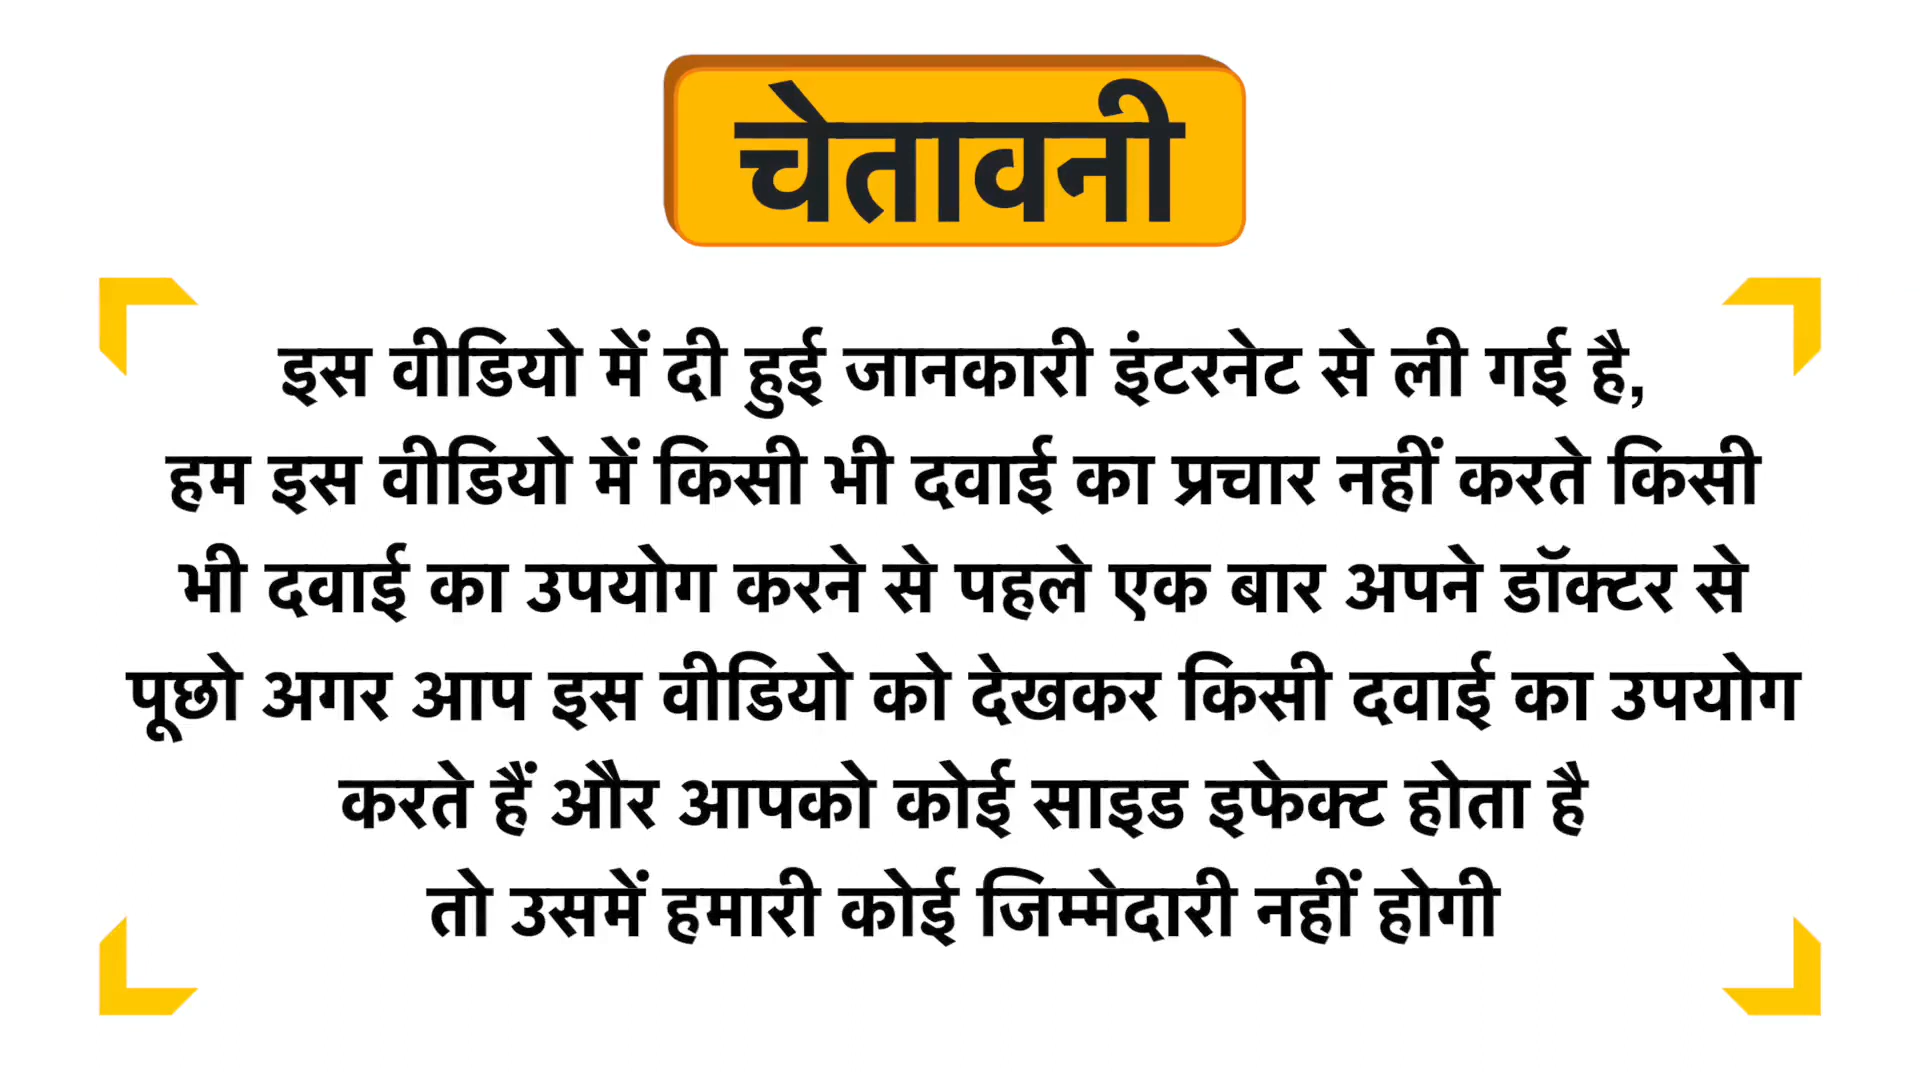 चेतावनी
इस वीडियो में दी हुई जानकारी इंटरनेट से ली गई है,
हम इस वीडियो में किसी भी दवाई का प्रचार नहीं करते किसी
भी दवाई का उपयोग करने से पहले एक बार अपने डॉक्टर से
पूछो अगर आप इस वीडियो को देखकर किसी दवाई का उपयोग
करते हैं और आपको कोई साइड इफेक्ट होता है
तो उसमें हमारी कोई जिम्मेदारी नहीं होगी